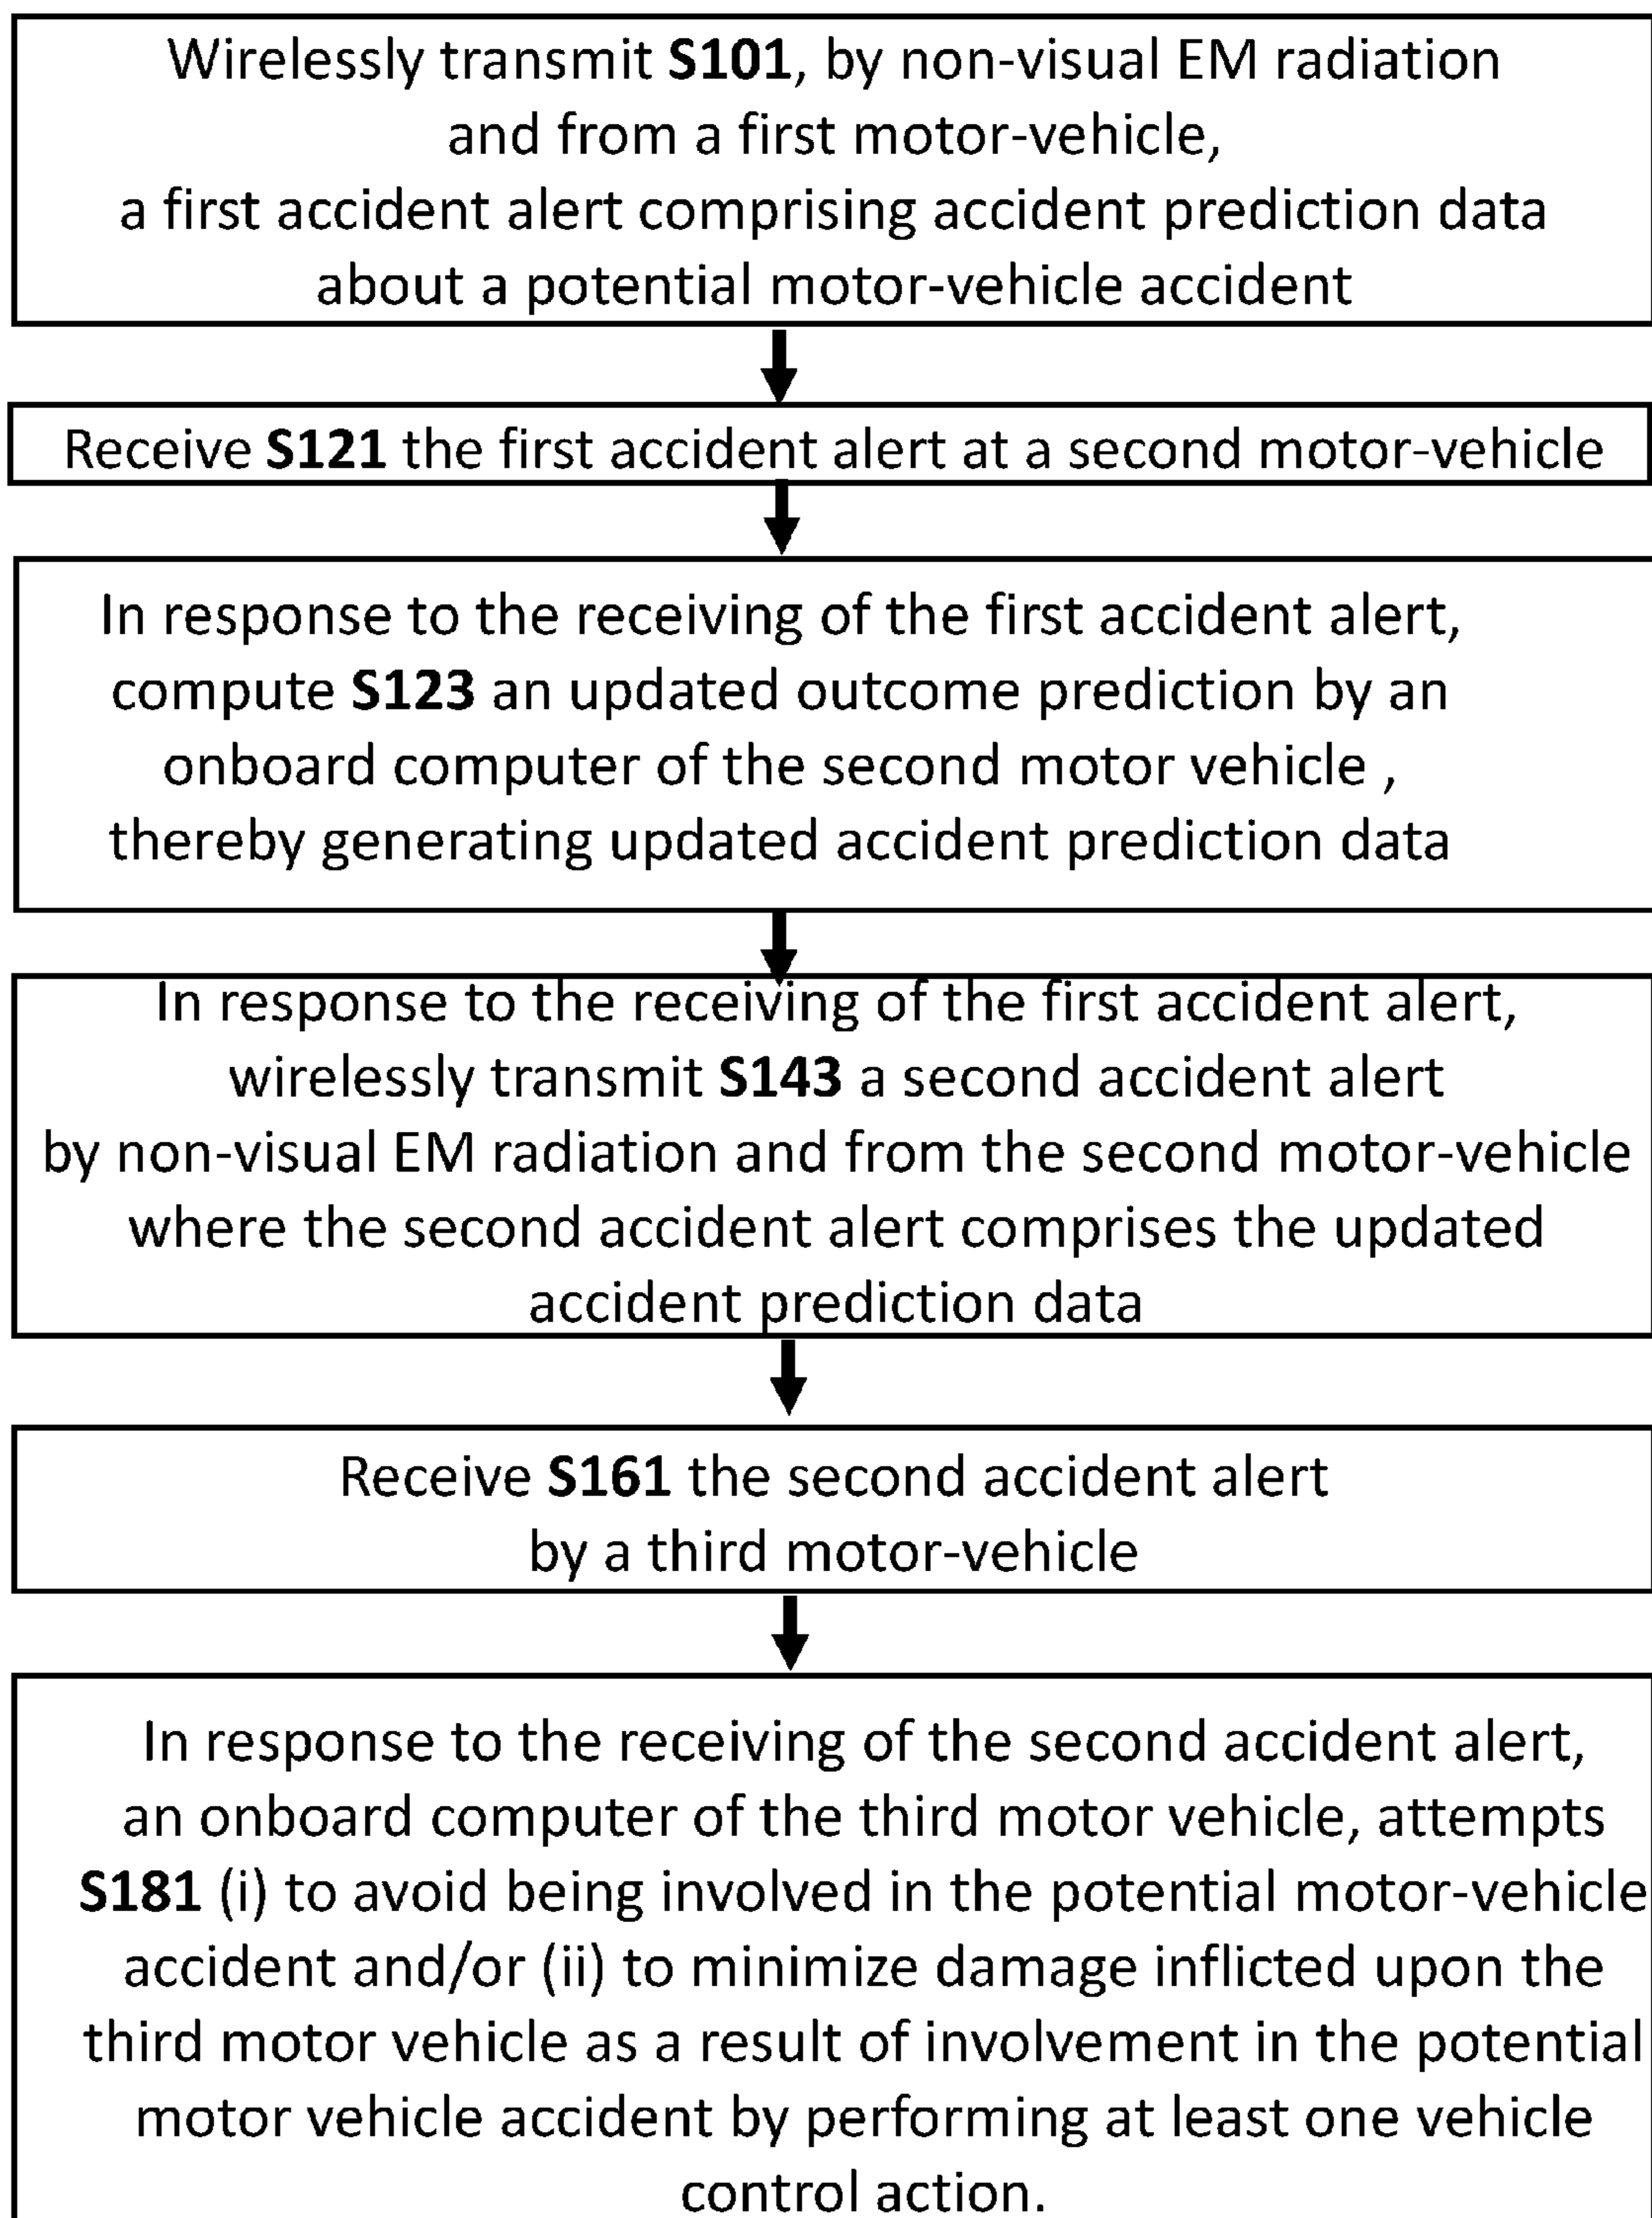 Wirelessly transmit S101, by non-visual EM radiation
and from a first motor-vehicle,
a first accident alert comprising accident prediction data
about a potential motor-vehicle accident
Receive S121 the first accident alert at a second motor-vehicle
In response to the receiving of the first accident alert,
compute S123 an updated outcome prediction by an
onboard computer of the second motor vehicle ,
thereby generating updated accident prediction data
In response to the receiving of the first accident alert,
wirelessly transmit S143 a second accident alert
by non-visual EM radiation and from the second motor-vehicle
where the second accident alert comprises the updated
accident prediction data
Receive S161 the second accident alert
by a third motor-vehicle
In response to the receiving of the second accident alert,
an onboard computer of the third motor vehicle, attempts
S181 (i) to avoid being involved in the potential motor-vehicle
accident and/or (ii) to minimize damage inflicted upon the
third motor vehicle as a result of involvement in the potential
motor vehicle accident by performing at least one vehicle
control action.